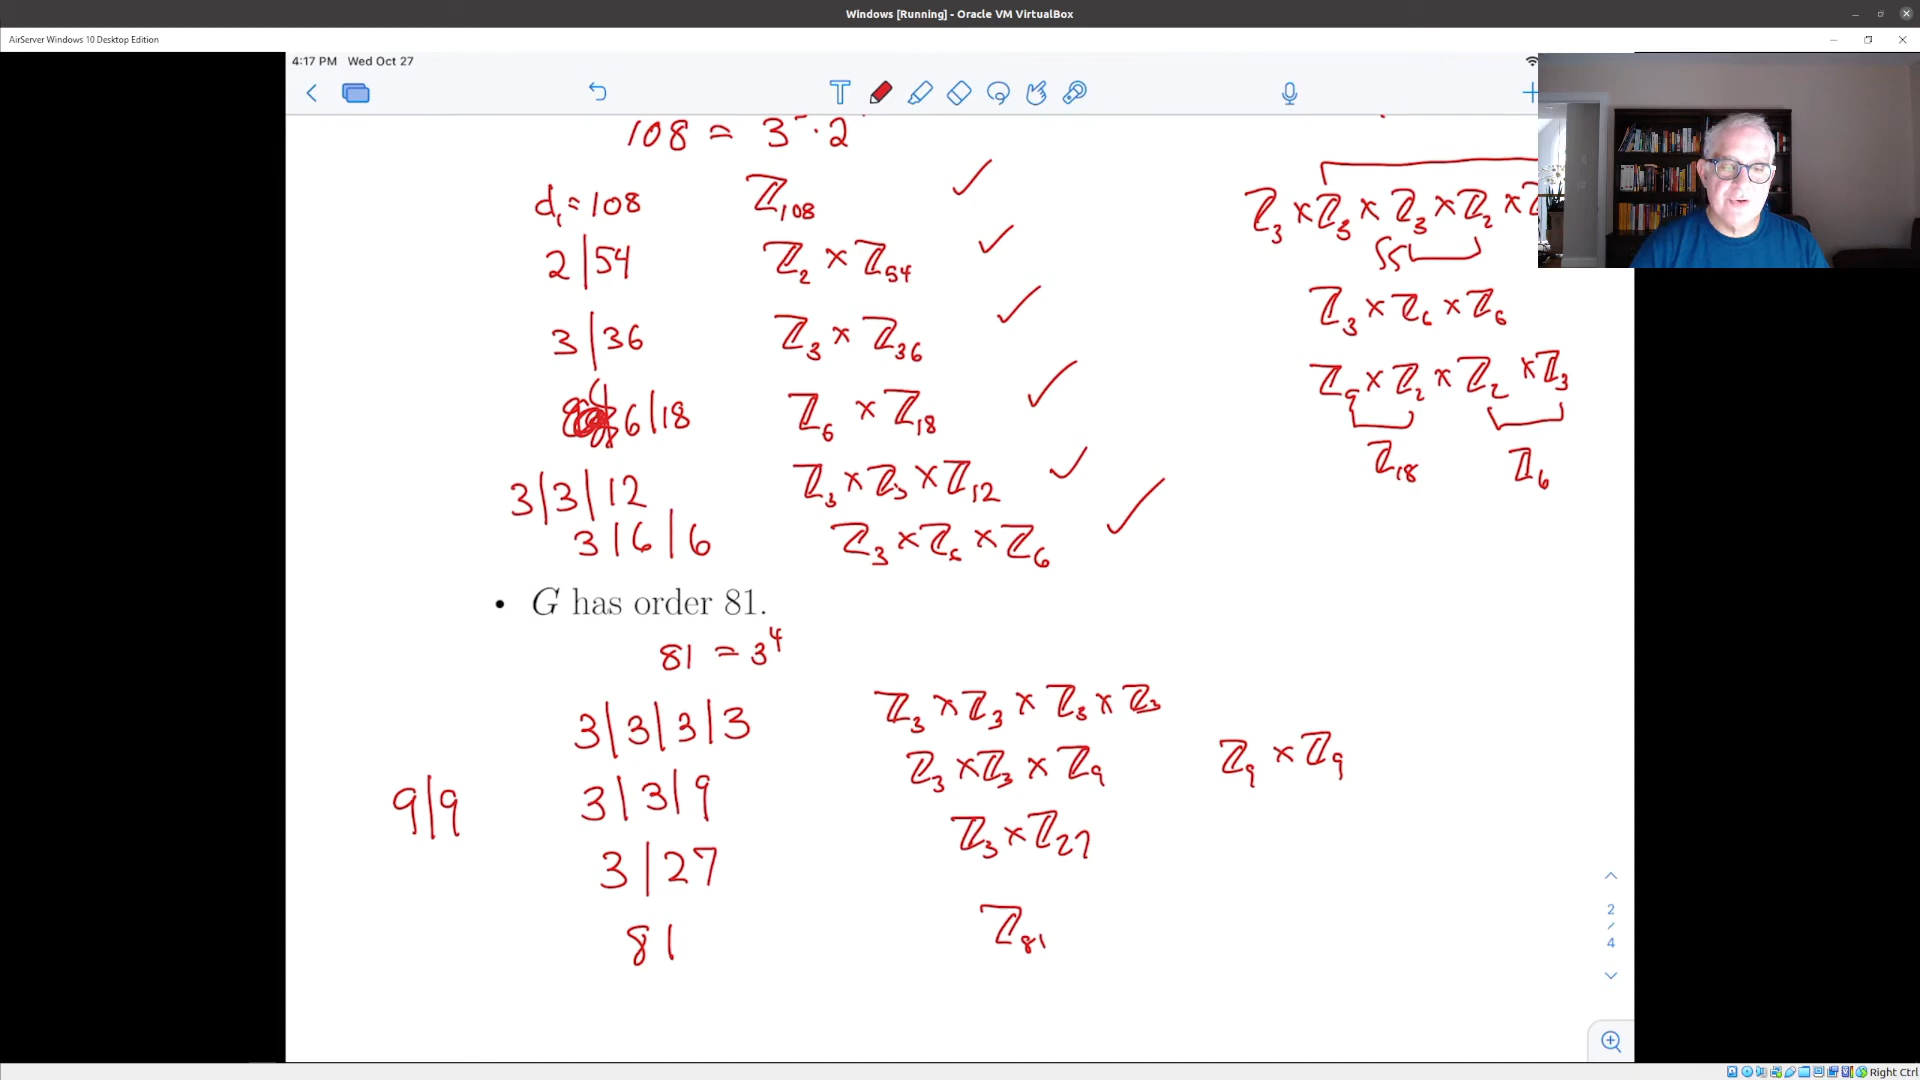 Windows [Running] - Oracle VM VirtualBox
AirServer Windows 10 Desktop Edition
4:17 PM Wed Oct 27
108 = 3 · 2
d₁ = 108 ℤ₁₀₈ ✓
2 | 54 ℤ₂ × ℤ₅₄ ✓
3 | 36 ℤ₃ × ℤ₃₆ ✓
6 | 18 ℤ₆ × ℤ₁₈ ✓
3 | 3 | 12 ℤ₃ × ℤ₃ × ℤ₁₂ ✓
3 | 6 | 6 ℤ₃ × ℤ₆ × ℤ₆ ✓
ℤ₃ × ℤ₃ × ℤ₃ × ℤ₂ ×
ℤ₃ × ℤ₆ × ℤ₆
ℤ₉ × ℤ₂ × ℤ₂ × ℤ₃
ℤ₁₈ ℤ₆
• G has order 81.
81 = 3⁴
3 | 3 | 3 | 3 ℤ₃ × ℤ₃ × ℤ₃ × ℤ₃
9 | 9 3 | 3 | 9 ℤ₃ × ℤ₃ × ℤ₉ ℤ₉ × ℤ₉
3 | 27 ℤ₃ × ℤ₂₇
81 ℤ₈₁
2
/
4
Right Ctrl